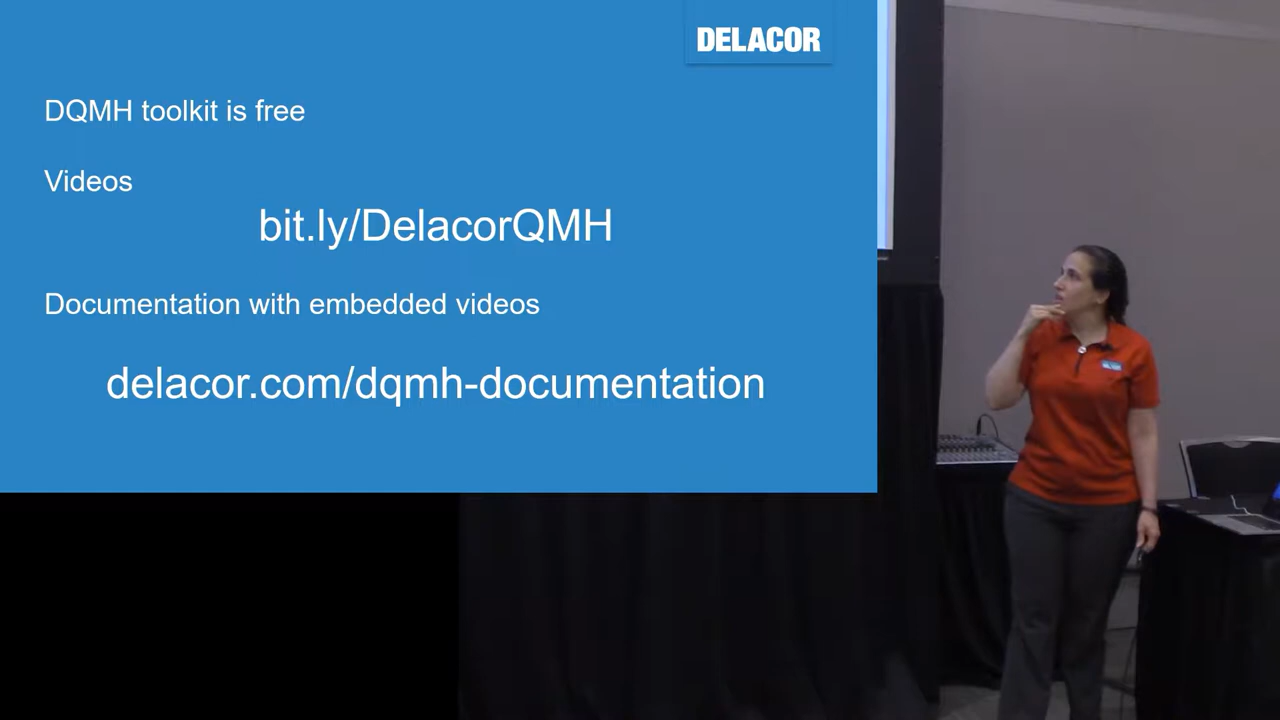 DELACOR
DQMH toolkit is free
Videos
bit.ly/DelacorQMH
Documentation with embedded videos
delacor.com/dqmh-documentation